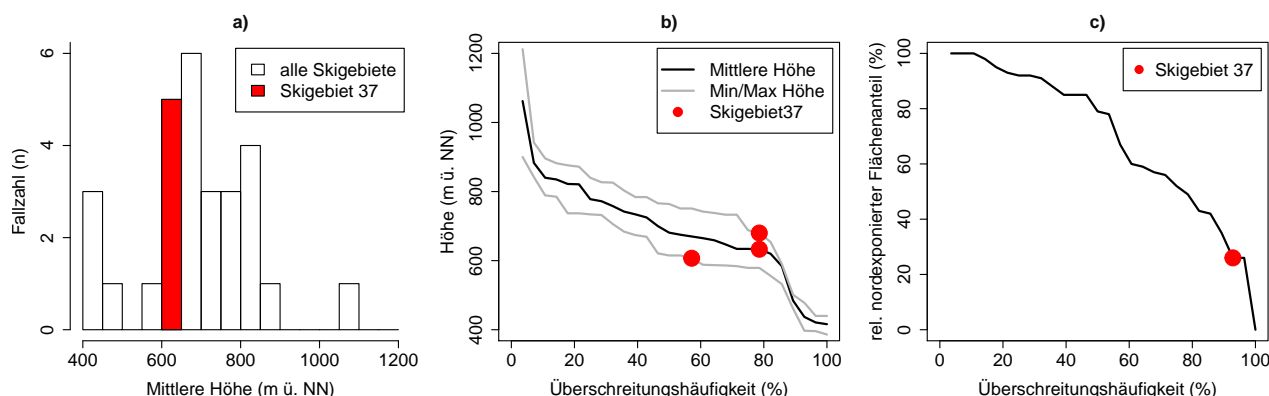 a)
Fallzahl (n)
0
2
4
6
alle Skigebiete
Skigebiet 37
400
600
800
1000
1200
Mittlere Höhe (m ü. NN)
b)
Höhe (m ü. NN)
400
600
800
1000
1200
Mittlere Höhe
Min/Max Höhe
Skigebiet37
0
20
40
60
80
100
Überschreitungshäufigkeit (%)
c)
rel. nordexponierter Flächenanteil (%)
0
20
40
60
80
100
Skigebiet 37
0
20
40
60
80
100
Überschreitungshäufigkeit (%)